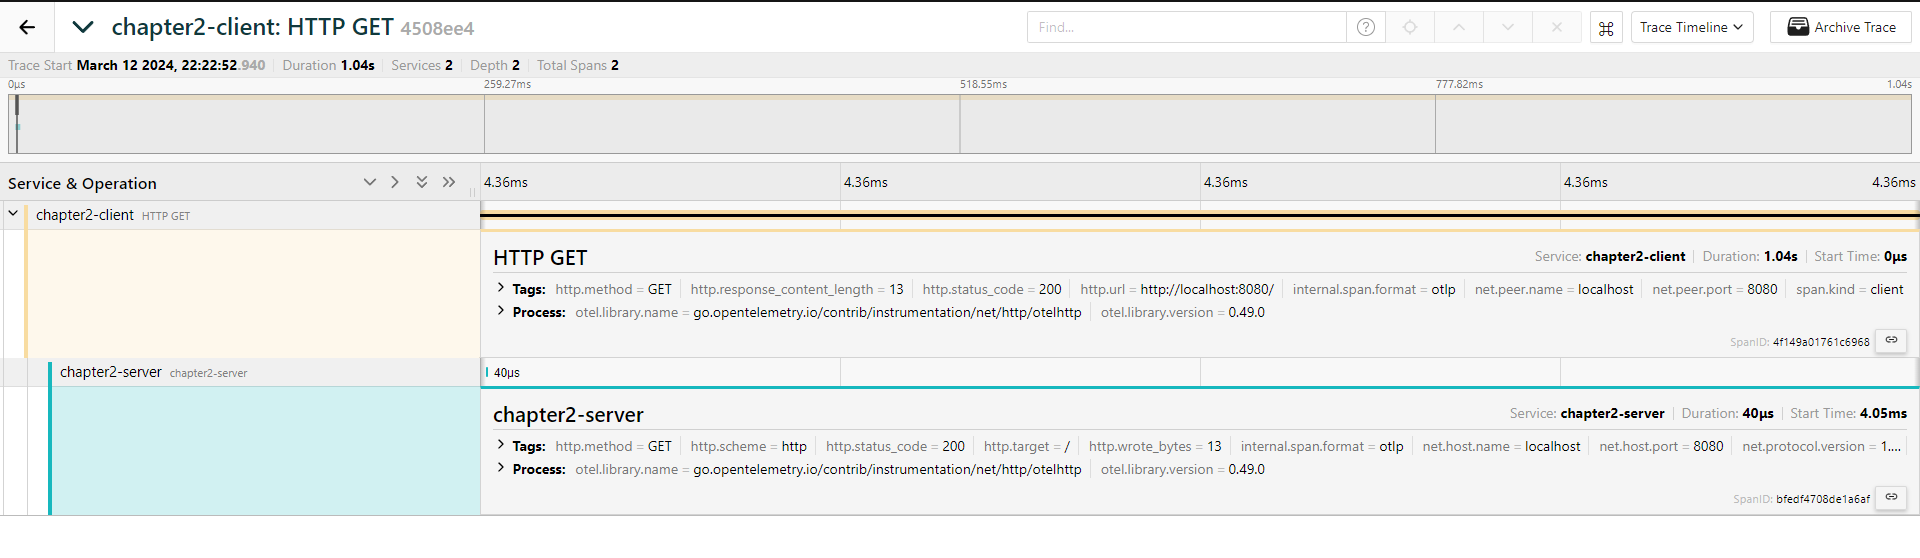 chapter2-client: HTTP GET 4508ee4
Find...
Trace Timeline
Archive Trace
Trace Start March 12 2024, 22:22:52.940 Duration 1.04s Services 2 Depth 2 Total Spans 2
0μs 259.27ms 518.55ms 777.82ms 1.04s
Service & Operation 4.36ms 4.36ms 4.36ms 4.36ms 4.36ms
chapter2-client HTTP GET
HTTP GET Service: chapter2-client Duration: 1.04s Start Time: 0μs
Tags: http.method = GET http.response_content_length = 13 http.status_code = 200 http.url = http://localhost:8080/ internal.span.format = otlp net.peer.name = localhost net.peer.port = 8080 span.kind = client
Process: otel.library.name = go.opentelemetry.io/contrib/instrumentation/net/http/otelhttp otel.library.version = 0.49.0
SpanID: 4f149a01761c6968
chapter2-server chapter2-server 40μs
chapter2-server Service: chapter2-server Duration: 40μs Start Time: 4.05ms
Tags: http.method = GET http.scheme = http http.status_code = 200 http.target = / http.wrote_bytes = 13 internal.span.format = otlp net.host.name = localhost net.host.port = 8080 net.protocol.version = 1....
Process: otel.library.name = go.opentelemetry.io/contrib/instrumentation/net/http/otelhttp otel.library.version = 0.49.0
SpanID: bfedf4708de1a6af